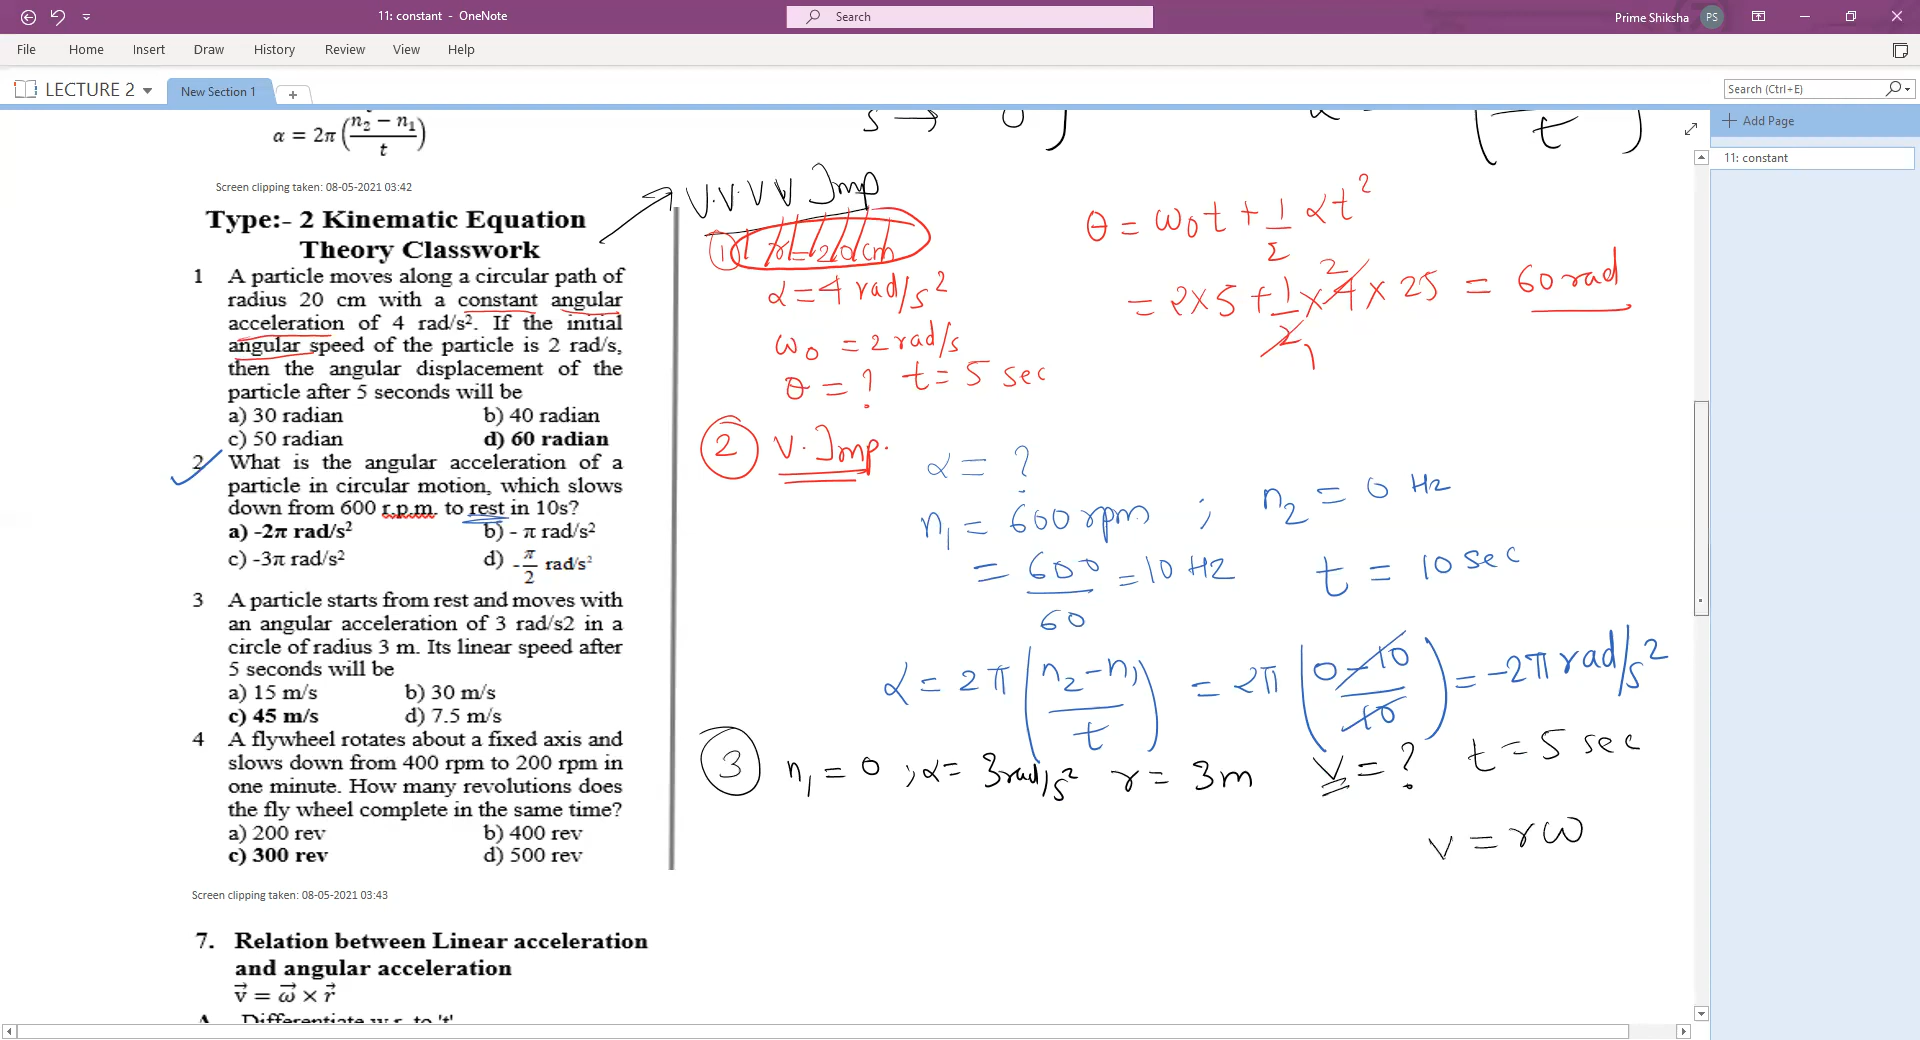 11: constant - OneNote
Search
Prime Shiksha PS
File Home Insert Draw History Review View Help
LECTURE 2 New Section 1 +
Search (Ctrl+E)
Add Page
11: constant
α = 2π (n₂ − n₁ / t)
s → 0
t
Screen clipping taken: 08-05-2021 03:42
V.V.V V Imp
Type:- 2 Kinematic Equation
Theory Classwork
1 A particle moves along a circular path of
radius 20 cm with a constant angular
acceleration of 4 rad/s². If the initial
angular speed of the particle is 2 rad/s,
then the angular displacement of the
particle after 5 seconds will be
a) 30 radian b) 40 radian
c) 50 radian d) 60 radian
2 What is the angular acceleration of a
particle in circular motion, which slows
down from 600 r.p.m. to rest in 10s?
a) -2π rad/s² b) - π rad/s²
c) -3π rad/s² d) -π/2 rad/s²
3 A particle starts from rest and moves with
an angular acceleration of 3 rad/s2 in a
circle of radius 3 m. Its linear speed after
5 seconds will be
a) 15 m/s b) 30 m/s
c) 45 m/s d) 7.5 m/s
4 A flywheel rotates about a fixed axis and
slows down from 400 rpm to 200 rpm in
one minute. How many revolutions does
the fly wheel complete in the same time?
a) 200 rev b) 400 rev
c) 300 rev d) 500 rev
Screen clipping taken: 08-05-2021 03:43
7. Relation between Linear acceleration
and angular acceleration
v⃗ = ω⃗ × r⃗
A Differentiate w.r. to 't'
① r = 20cm
α = 4 rad/s²
ω₀ = 2 rad/s
θ = ? t = 5 sec
θ = ω₀t + 1/2 αt²
= 2×5 + 1/2 × 4 × 25 = 60 rad
2
1
② V. Imp.
α = ?
n₁ = 600 rpm ; n₂ = 0 Hz
= 600/60 = 10 Hz t = 10 sec
α = 2π (n₂ − n₁ / t) = 2π (0 − 10 / 10) = -2π rad/s²
③ n₁ = 0 ; α = 3 rad/s² r = 3m v = ? t = 5 sec
v = rω